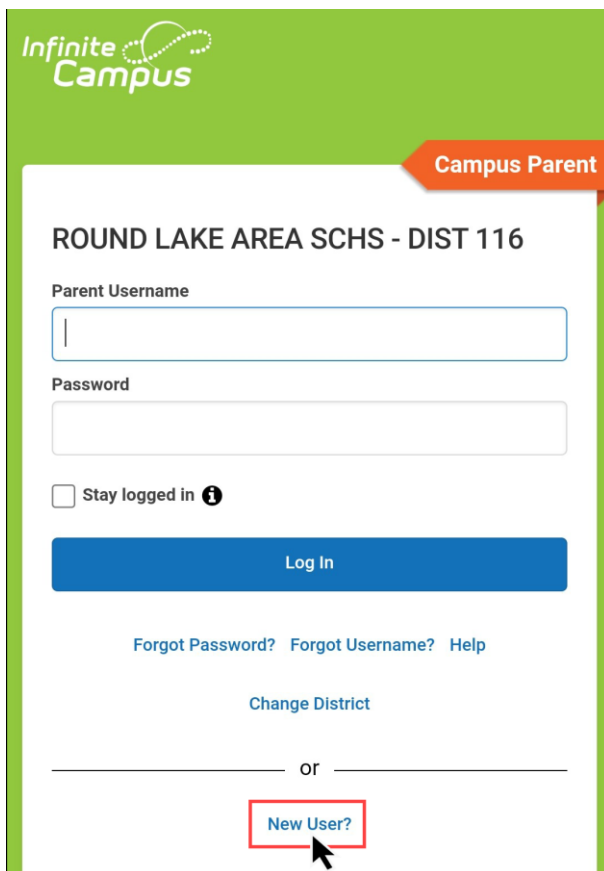 Infinite
Campus
Campus Parent
ROUND LAKE AREA SCHS - DIST 116
Parent Username
Password
Stay logged in
Log In
Forgot Password? Forgot Username? Help
Change District
or
New User?